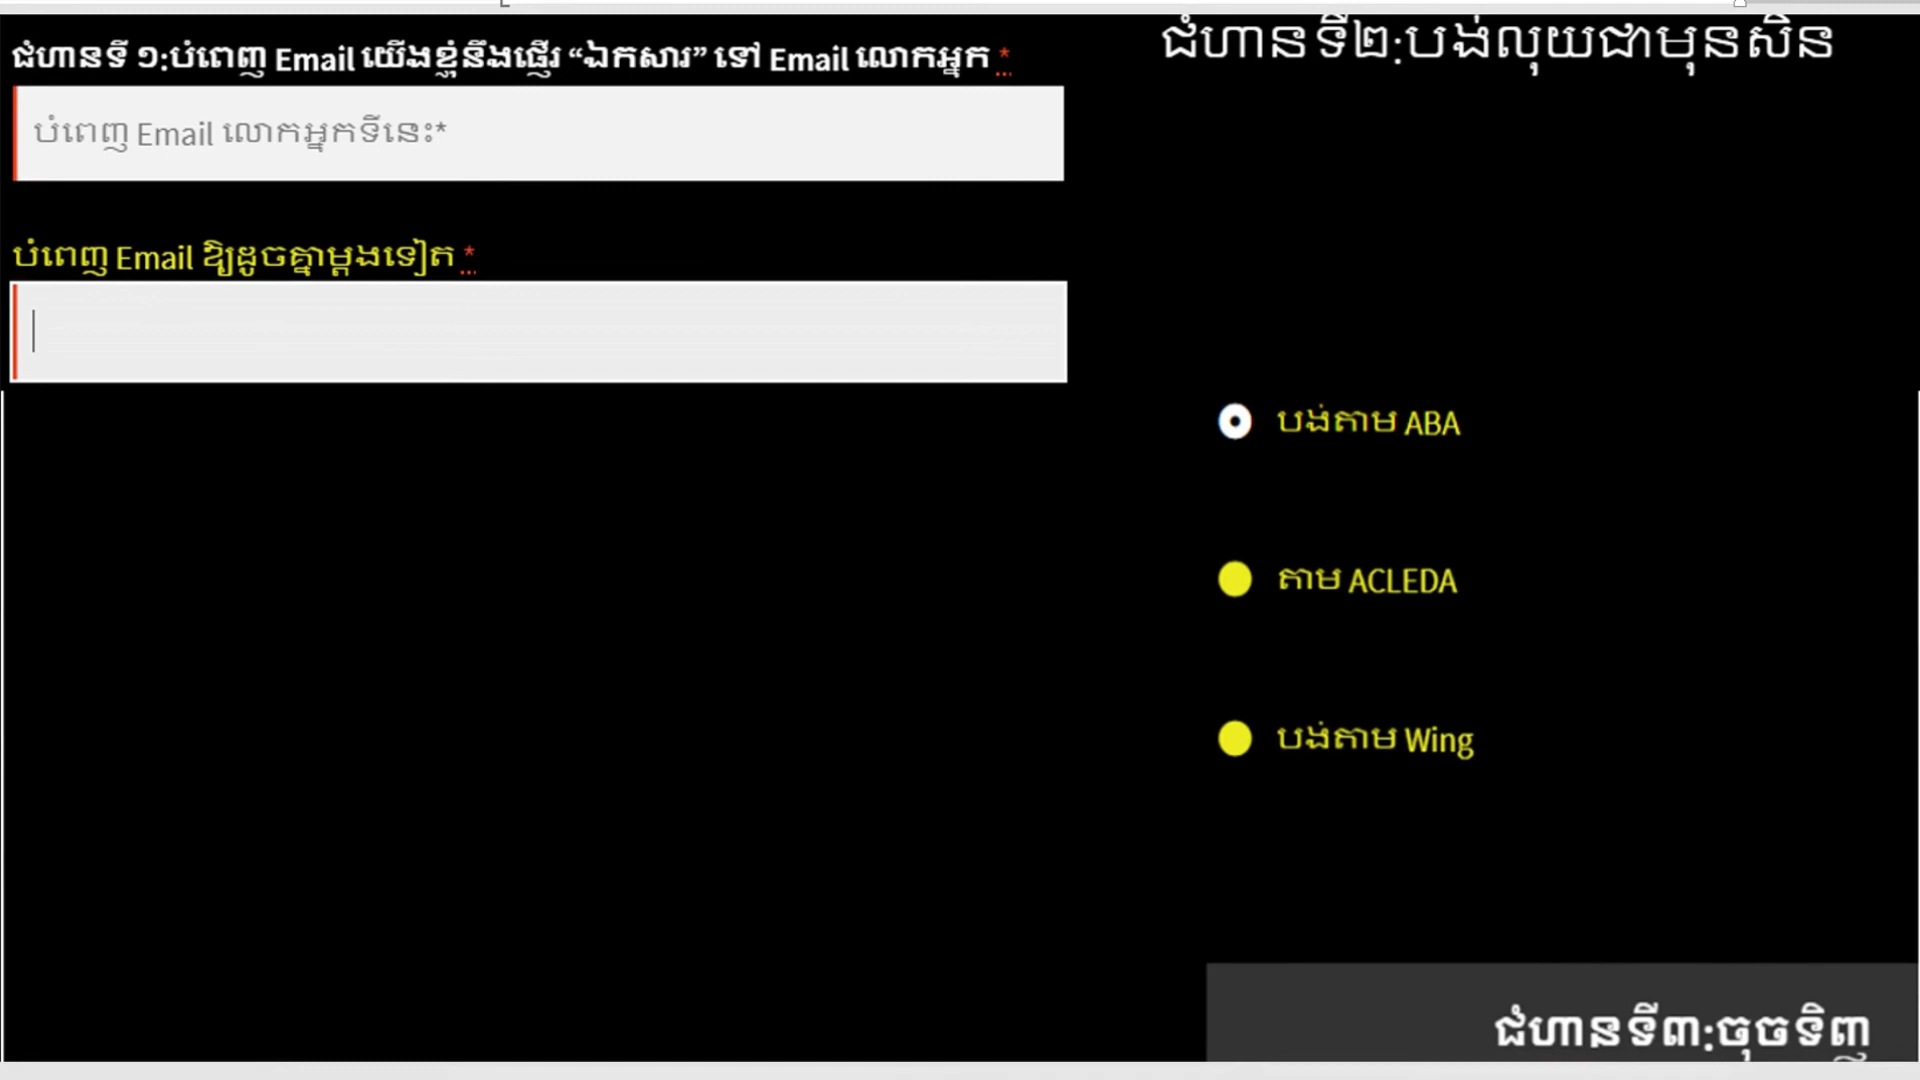 ជំហានទី ១:បំពេញ Email យើងខ្ញុំនឹងផ្ញើរ “ឯកសារ” ទៅ Email លោកអ្នក *
បំពេញ Email លោកអ្នកទីនេះ*
បំពេញ Email ឱ្យដូចគ្នាម្តងទៀត *
ជំហានទី២:បង់លុយជាមុនសិន
បង់តាម ABA
តាម ACLEDA
បង់តាម Wing
ជំហានទី៣:ចុចទិញ